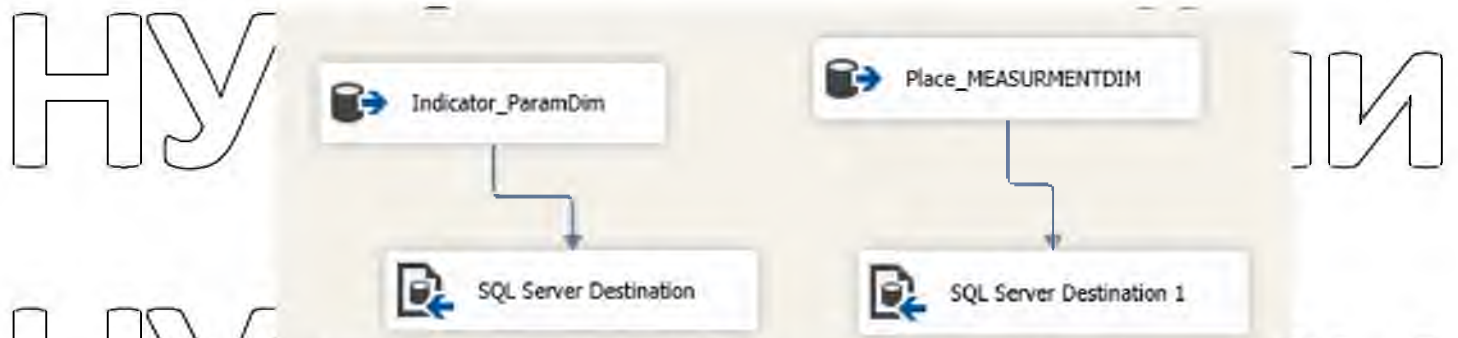 Indicator_ParamDim
Place_MEASURMENTDIM
SQL Server Destination
SQL Server Destination 1